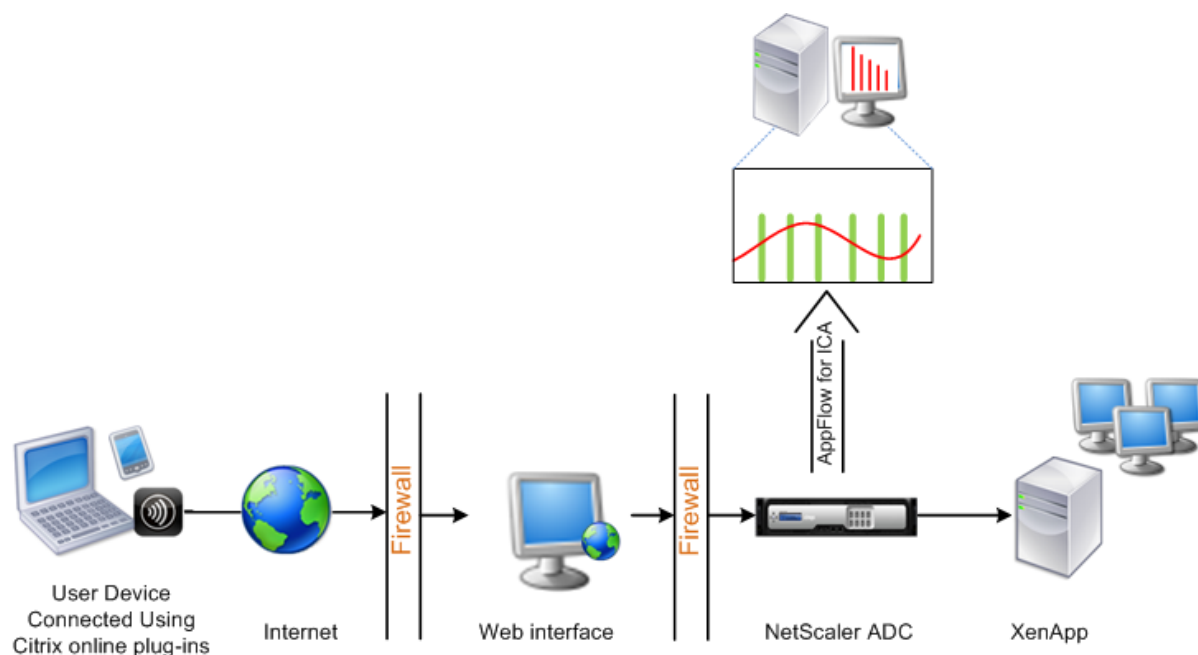 AppFlow for ICA
Firewall
Firewall
User Device
Connected Using
Citrix online plug-ins
Internet
Web interface
NetScaler ADC
XenApp